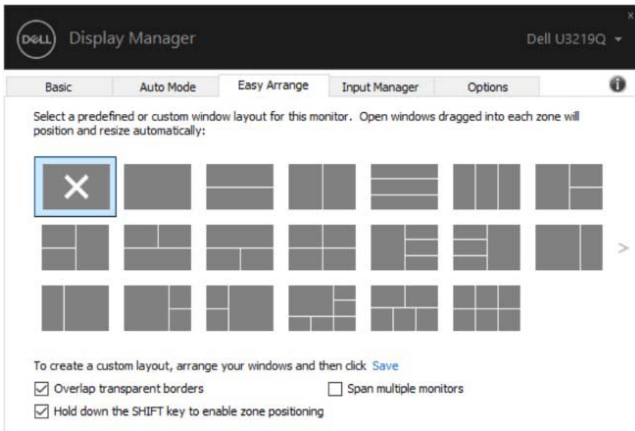 DELL Display Manager
Dell U3219Q
Basic Auto Mode Easy Arrange Input Manager Options
Select a predefined or custom window layout for this monitor. Open windows dragged into each zone will
position and resize automatically:
To create a custom layout, arrange your windows and then click Save
Overlap transparent borders
Span multiple monitors
Hold down the SHIFT key to enable zone positioning